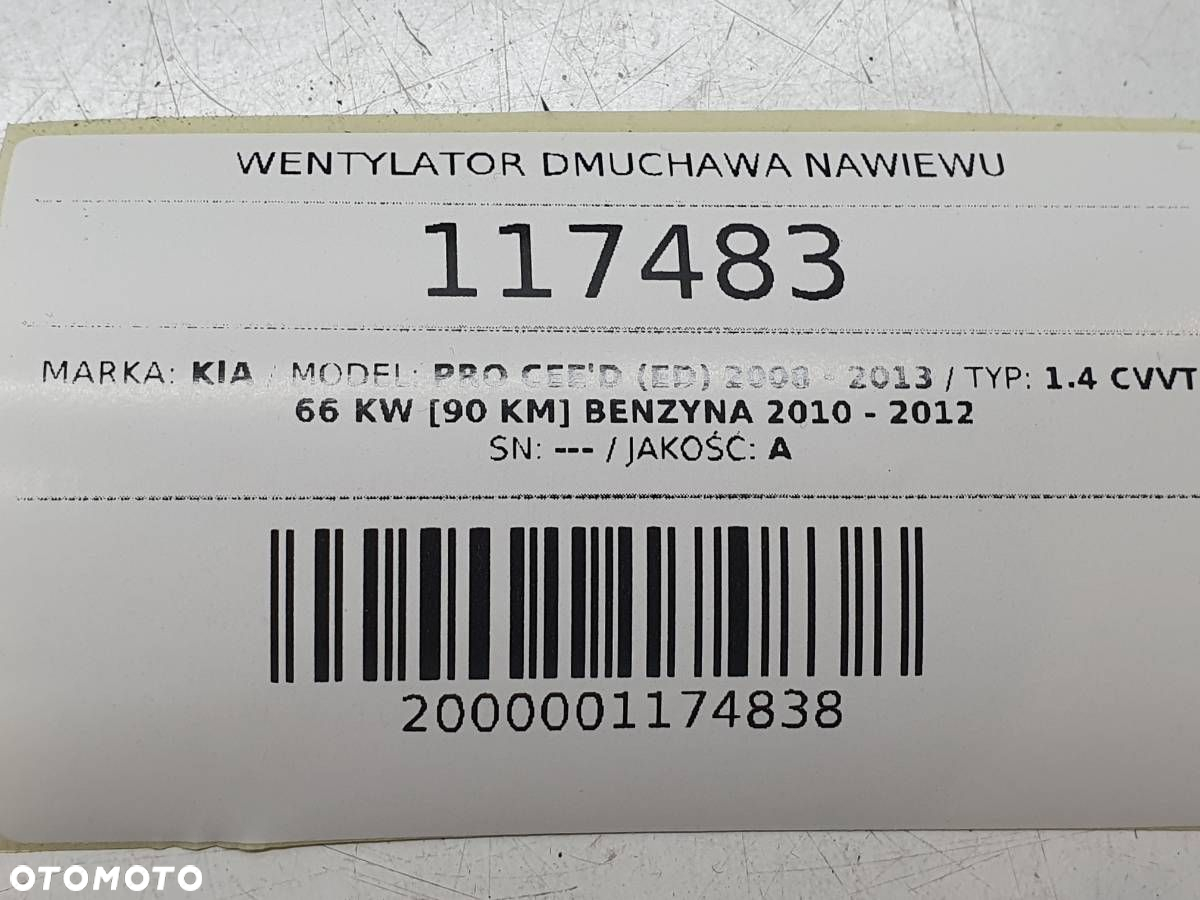 WENTYLATOR DMUCHAWA NAWIEWU
117483
MARKA: KIA / MODEL: PRO CEE'D (ED) 2008 - 2013 / TYP: 1.4 CVVT
66 KW [90 KM] BENZYNA 2010 - 2012
SN: --- / JAKOŚĆ: A
2000001174838
OTOMOTO